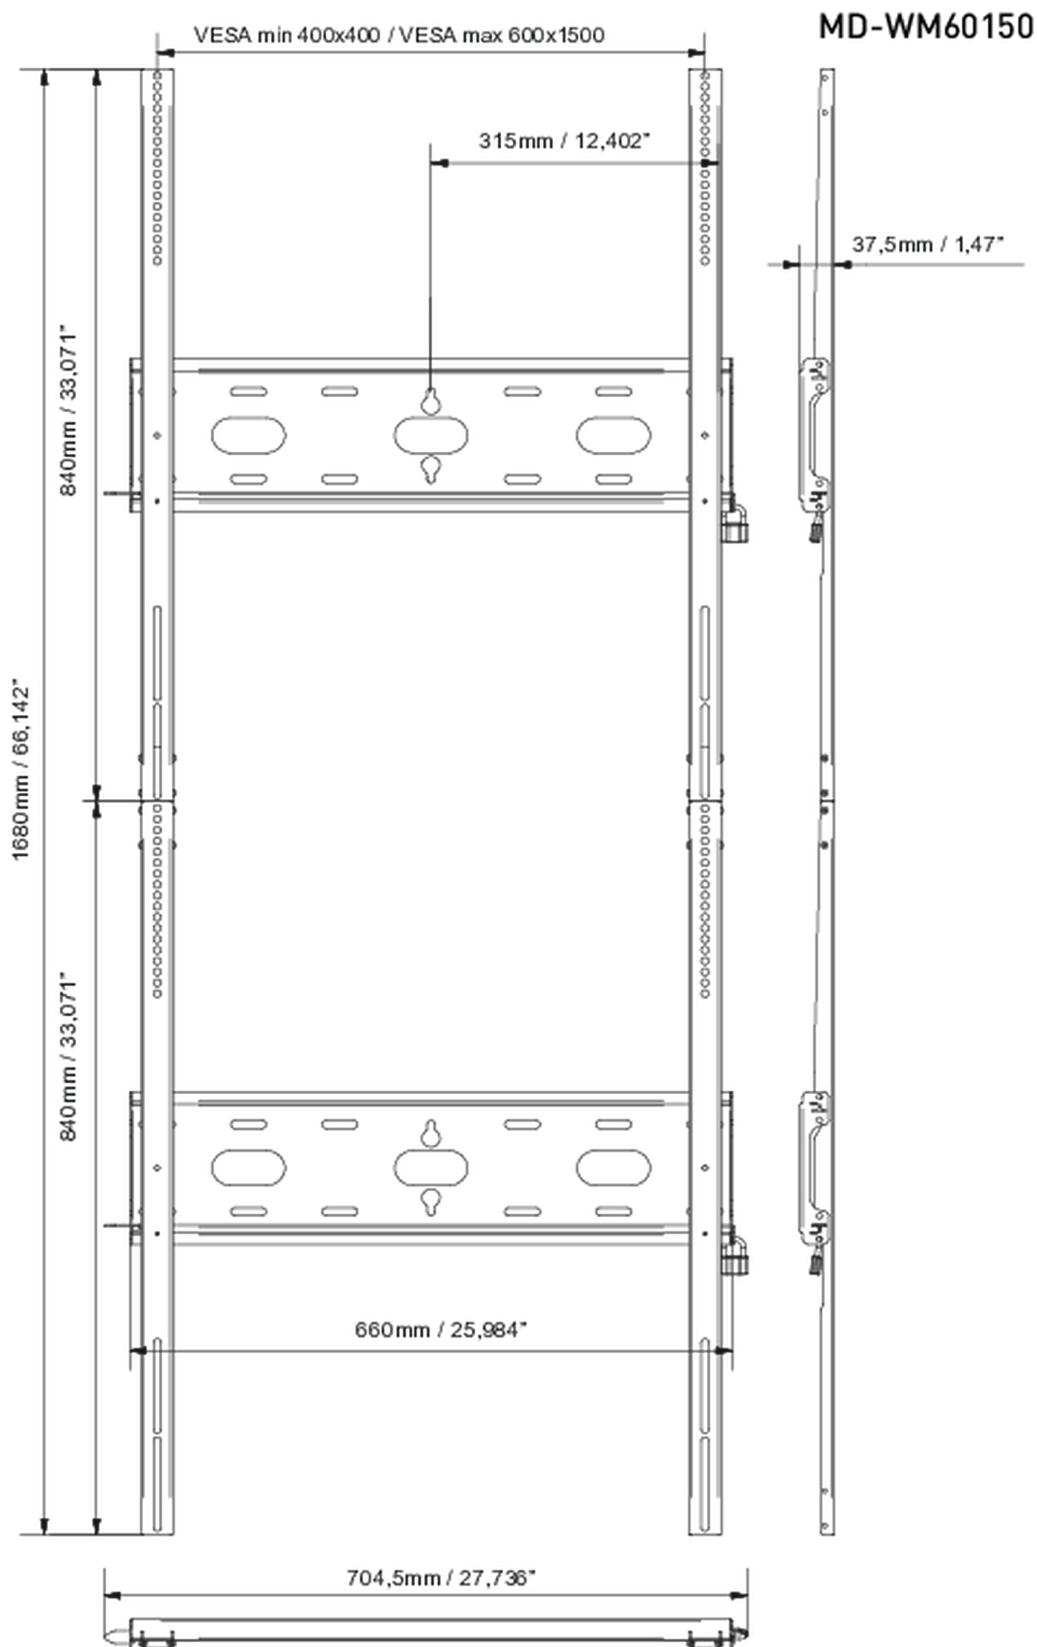 MD-WM60150
VESA min 400x400 / VESA max 600x1500
315mm / 12,402”
37,5mm / 1,47”
840mm / 33,071”
1680mm / 66,142”
840mm / 33,071”
660mm / 25,984”
704,5mm / 27,736”